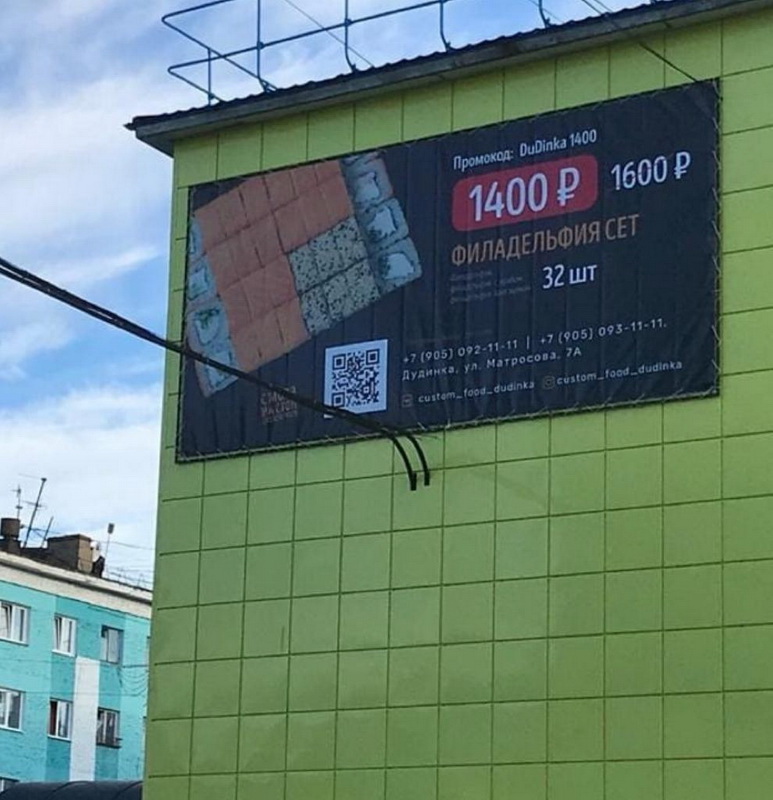 Промокод: DuDinka 1400
1400 ₽ 1600 ₽
ФИЛАДЕЛЬФИЯ СЕТ
32 шт
+7 (905) 092-11-11 | +7 (905) 093-11-11.
Дудинка, ул. Матросова, 7А
custom_food_dudinka custom_food_dudinka